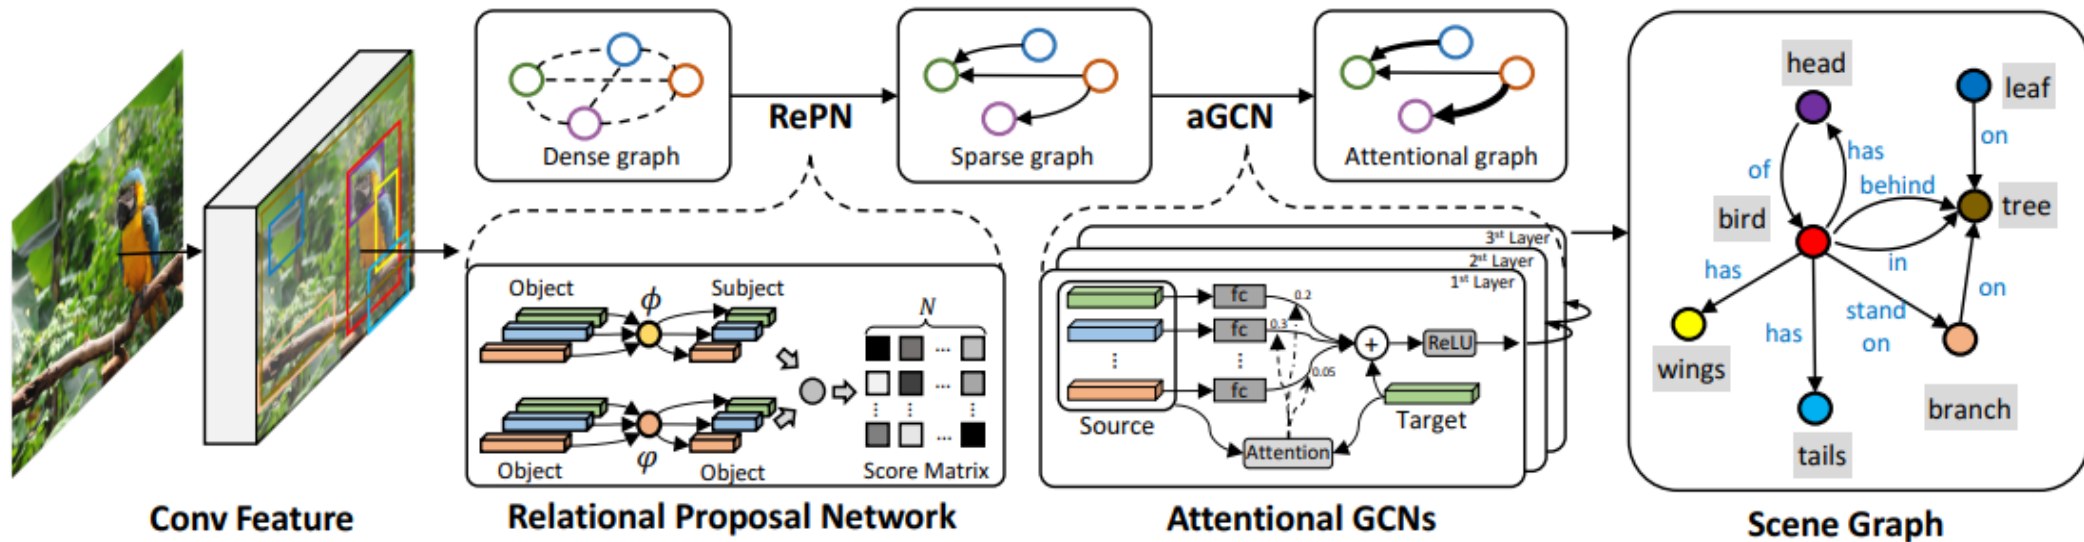 Dense graph
RePN
Sparse graph
aGCN
Attentional graph
Object
ϕ
Subject
Object
φ
Object
N
...
...
...
Score Matrix
3st Layer
2st Layer
1st Layer
fc
fc
fc
0.2
0.3
0.05
+
ReLU
Source
Attention
Target
head
leaf
of
has
on
behind
bird
tree
in
has
stand
on
on
has
wings
branch
tails
Conv Feature
Relational Proposal Network
Attentional GCNs
Scene Graph